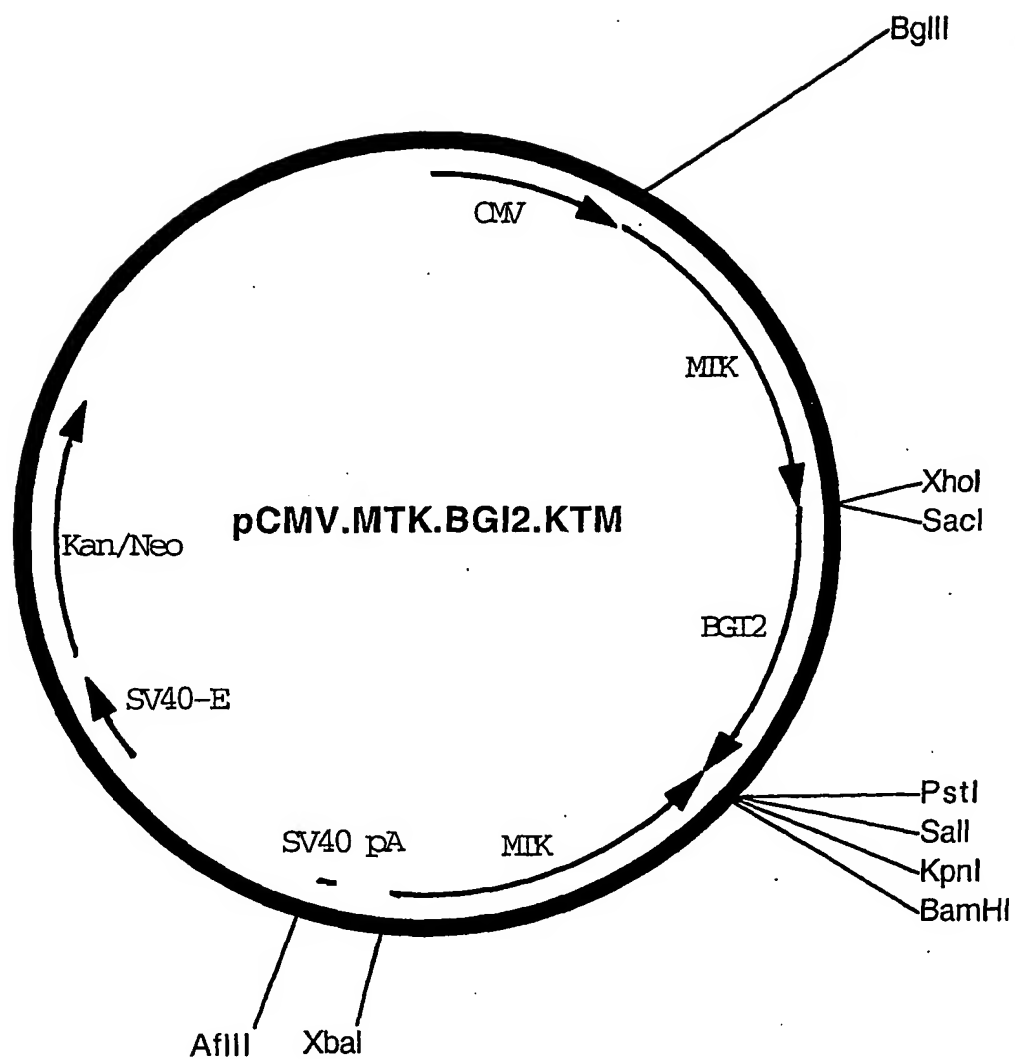 BglII
CMV
MTK
XhoI
SacI
pCMV.MTK.BGI2.KTM
Kan/Neo
BGI2
SV40-E
PstI
SalI
KpnI
BamHI
SV40 pA
MTK
AflII
XbaI